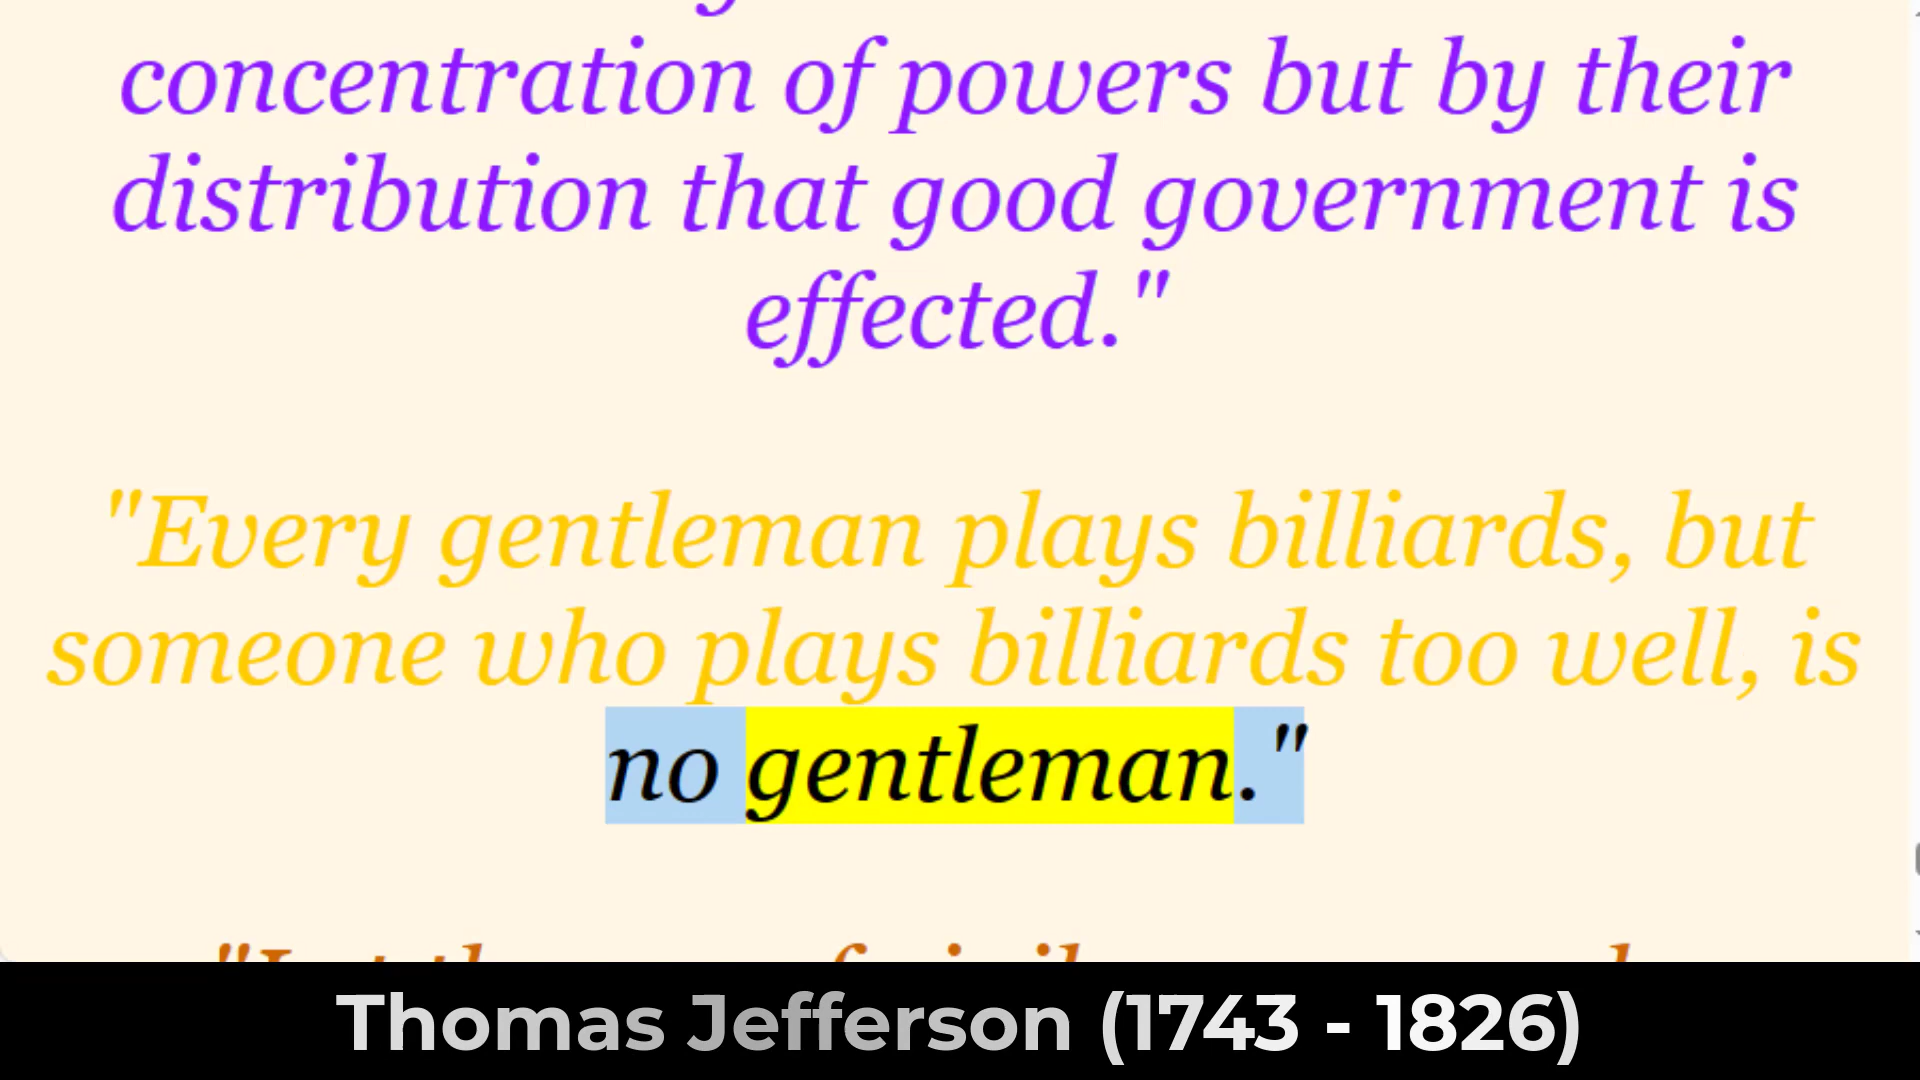 concentration of powers but by their
distribution that good government is
effected."
"Every gentleman plays billiards, but
someone who plays billiards too well, is
no gentleman."
Thomas Jefferson (1743 - 1826)